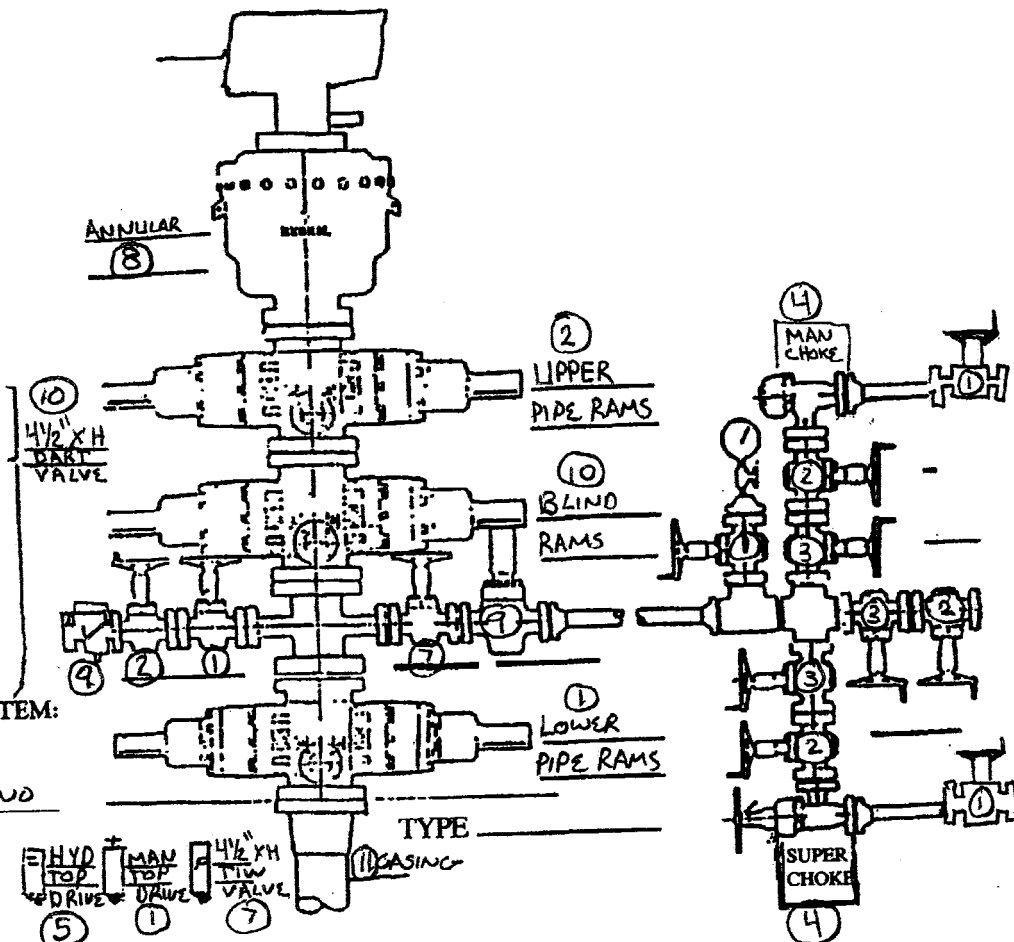 ANNULAR
8
2
UPPER
PIPE RAMS
10
4½" XH
DART
VALVE
10
BLIND
RAMS
9
2
1
7
9
1
LOWER
PIPE RAMS
TEM:
TYPE
11 CASING
HYD
TOP
DRIVE
5
MAN
TOP
DRIVE
1
4½" XH
TIW
VALVE
7
4
MAN
CHOKE
1
1
2
1
3
3
2
3
2
1
SUPER
CHOKE
4